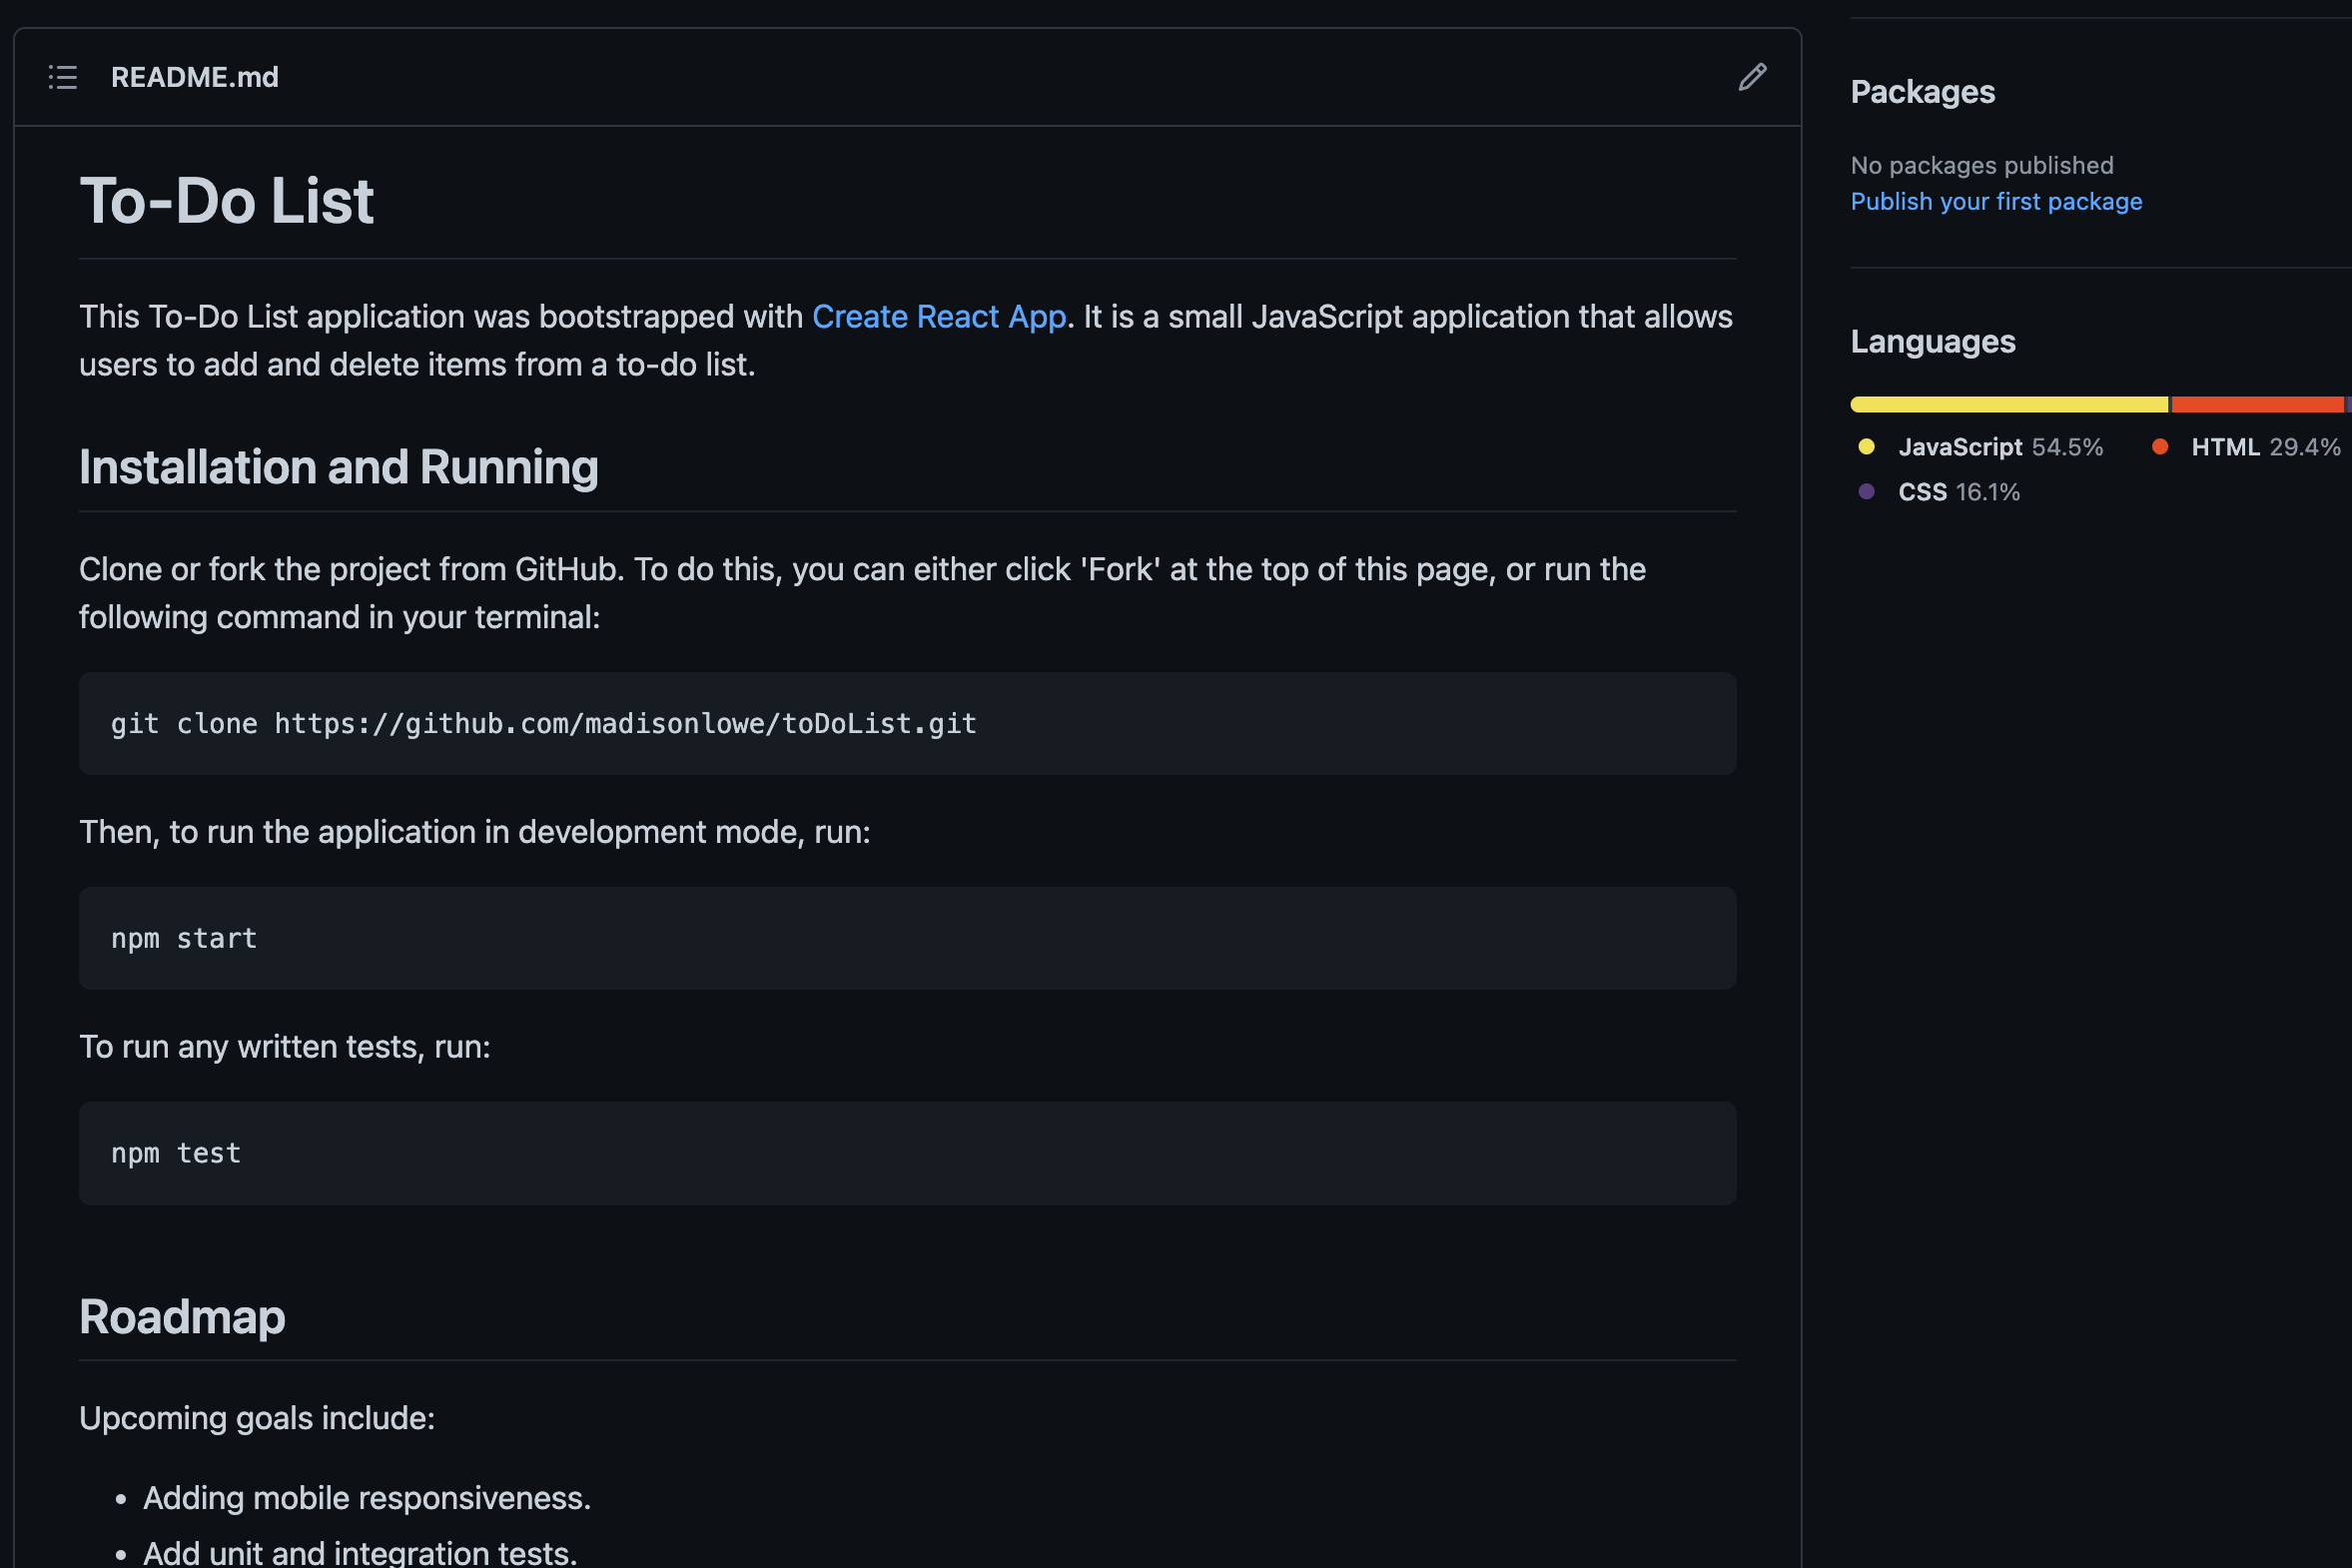 README.md
To-Do List
This To-Do List application was bootstrapped with Create React App. It is a small JavaScript application that allows
users to add and delete items from a to-do list.
Installation and Running
Clone or fork the project from GitHub. To do this, you can either click 'Fork' at the top of this page, or run the
following command in your terminal:
git clone https://github.com/madisonlowe/toDoList.git
Then, to run the application in development mode, run:
npm start
To run any written tests, run:
npm test
Roadmap
Upcoming goals include:
• Adding mobile responsiveness.
• Add unit and integration tests.
Packages
No packages published
Publish your first package
Languages
JavaScript 54.5% HTML 29.4%
CSS 16.1%